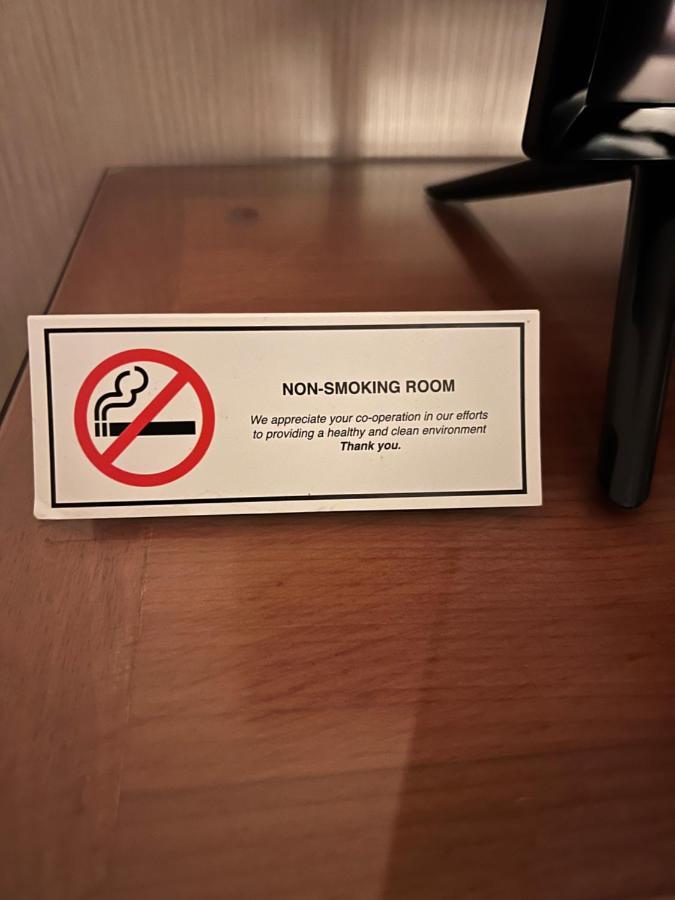 NON-SMOKING ROOM
We appreciate your co-operation in our efforts
to providing a healthy and clean environment
Thank you.